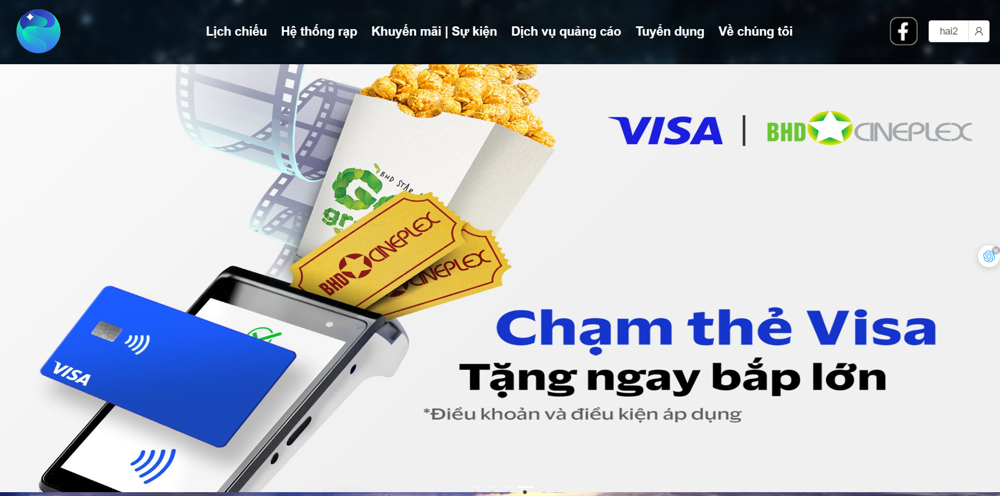 Lịch chiếu Hệ thống rạp Khuyến mãi | Sự kiện Dịch vụ quảng cáo Tuyển dụng Về chúng tôi
hai2
VISA | BHD CINEPLEX
BHD STAR
BHD CINEPLEX
CINEPLEX
VISA
Chạm thẻ Visa
Tặng ngay bắp lớn
*Điều khoản và điều kiện áp dụng